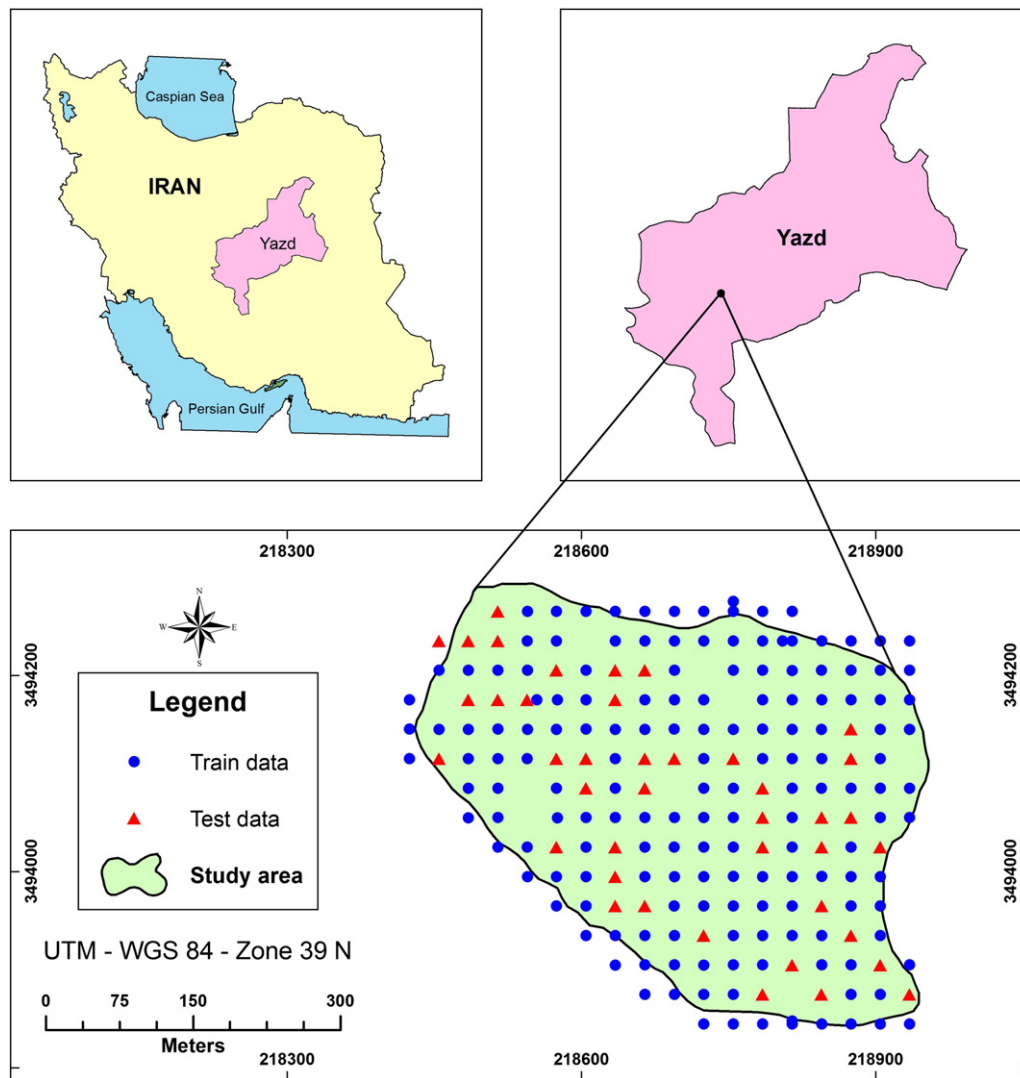 Caspian Sea
IRAN
Yazd
Persian Gulf
Yazd
218300
218600
218900
3494200
3494200
N
W
E
S
Legend
Train data
Test data
Study area
3494000
3494000
UTM - WGS 84 - Zone 39 N
0
75
150
300
Meters
218300
218600
218900